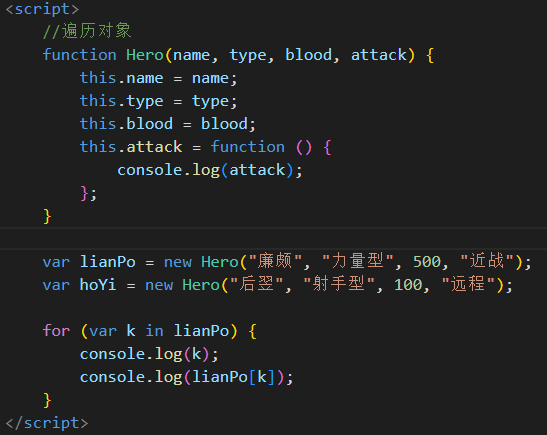 <script>
//遍历对象
function Hero(name, type, blood, attack) {
this.name = name;
this.type = type;
this.blood = blood;
this.attack = function () {
console.log(attack);
};
}
var lianPo = new Hero("廉颇", "力量型", 500, "近战");
var hoYi = new Hero("后羿", "射手型", 100, "远程");
for (var k in lianPo) {
console.log(k);
console.log(lianPo[k]);
}
</script>